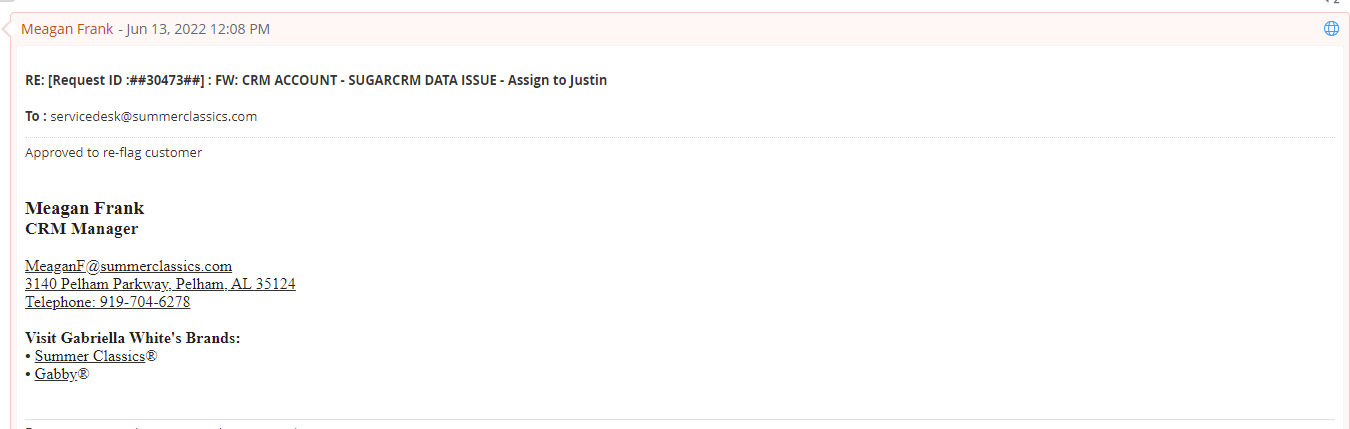 Meagan Frank - Jun 13, 2022 12:08 PM
RE: [Request ID :##30473##] : FW: CRM ACCOUNT - SUGARCRM DATA ISSUE - Assign to Justin
To : servicedesk@summerclassics.com
Approved to re-flag customer
Meagan Frank
CRM Manager
MeaganF@summerclassics.com
3140 Pelham Parkway, Pelham, AL 35124
Telephone: 919-704-6278
Visit Gabriella White's Brands:
• Summer Classics®
• Gabby®